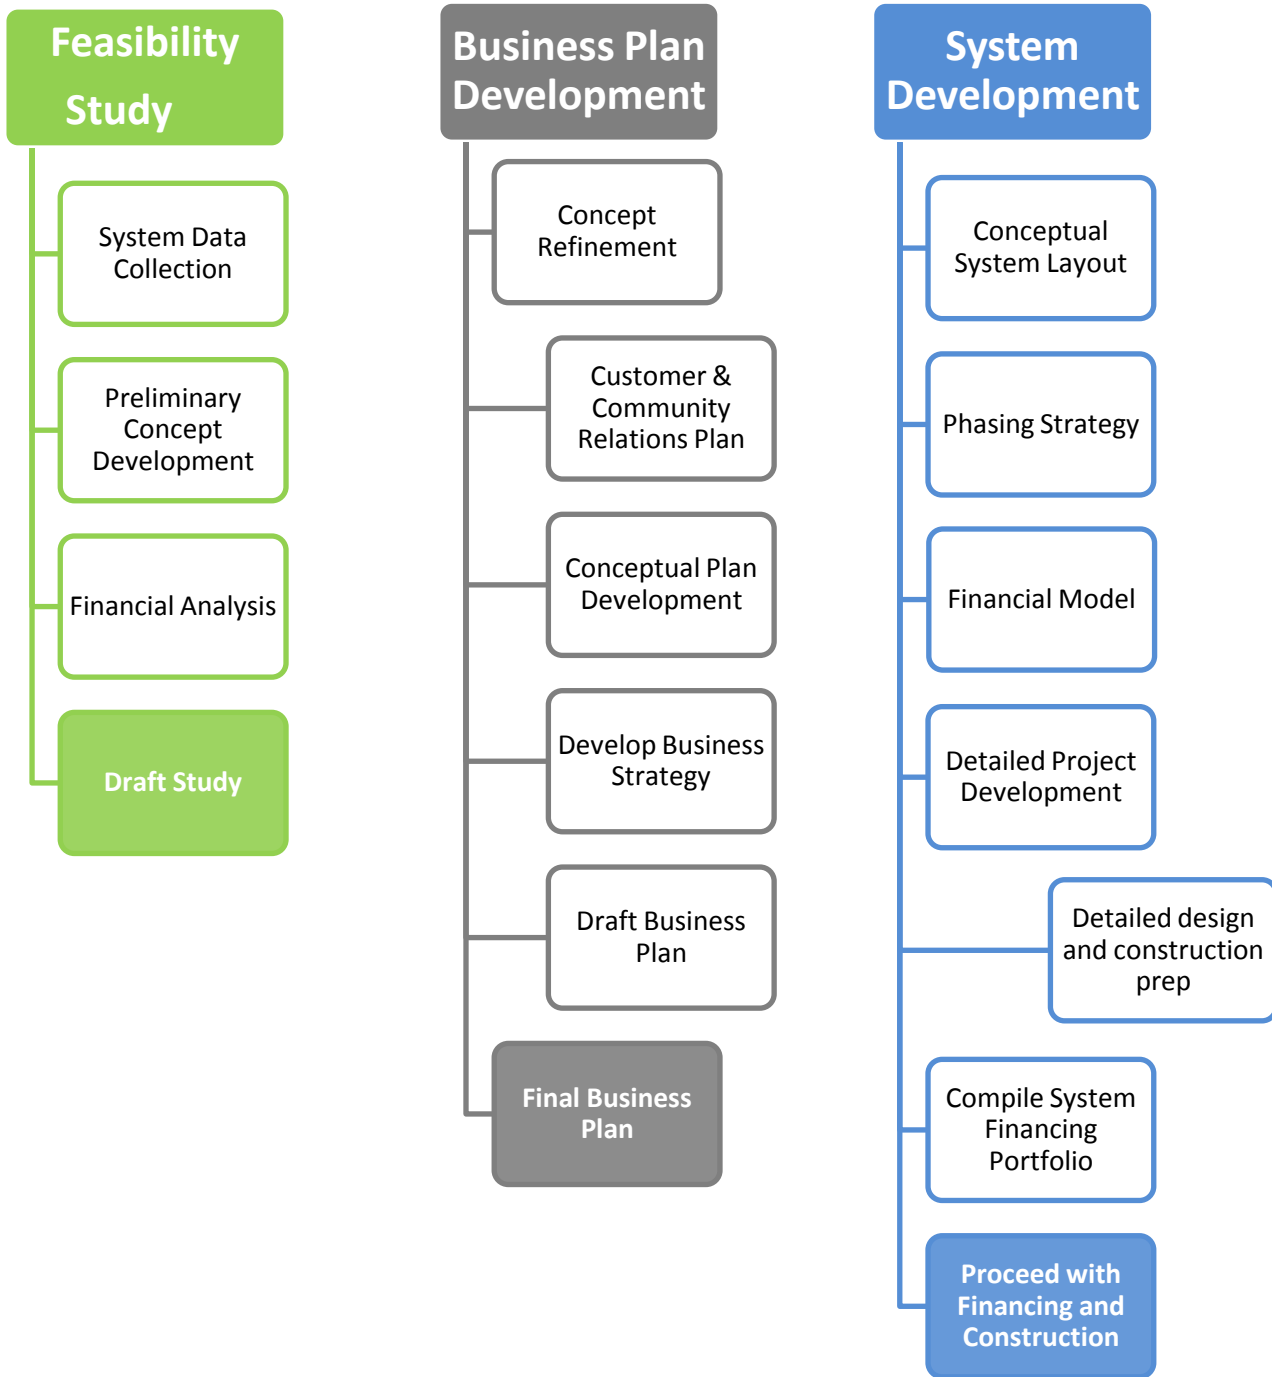 Feasibility
Study
System Data
Collection
Preliminary
Concept
Development
Financial Analysis
Draft Study
Business Plan
Development
Concept
Refinement
Customer &
Community
Relations Plan
Conceptual Plan
Development
Develop Business
Strategy
Draft Business
Plan
Final Business
Plan
System
Development
Conceptual
System Layout
Phasing Strategy
Financial Model
Detailed Project
Development
Detailed design
and construction
prep
Compile System
Financing
Portfolio
Proceed with
Financing and
Construction